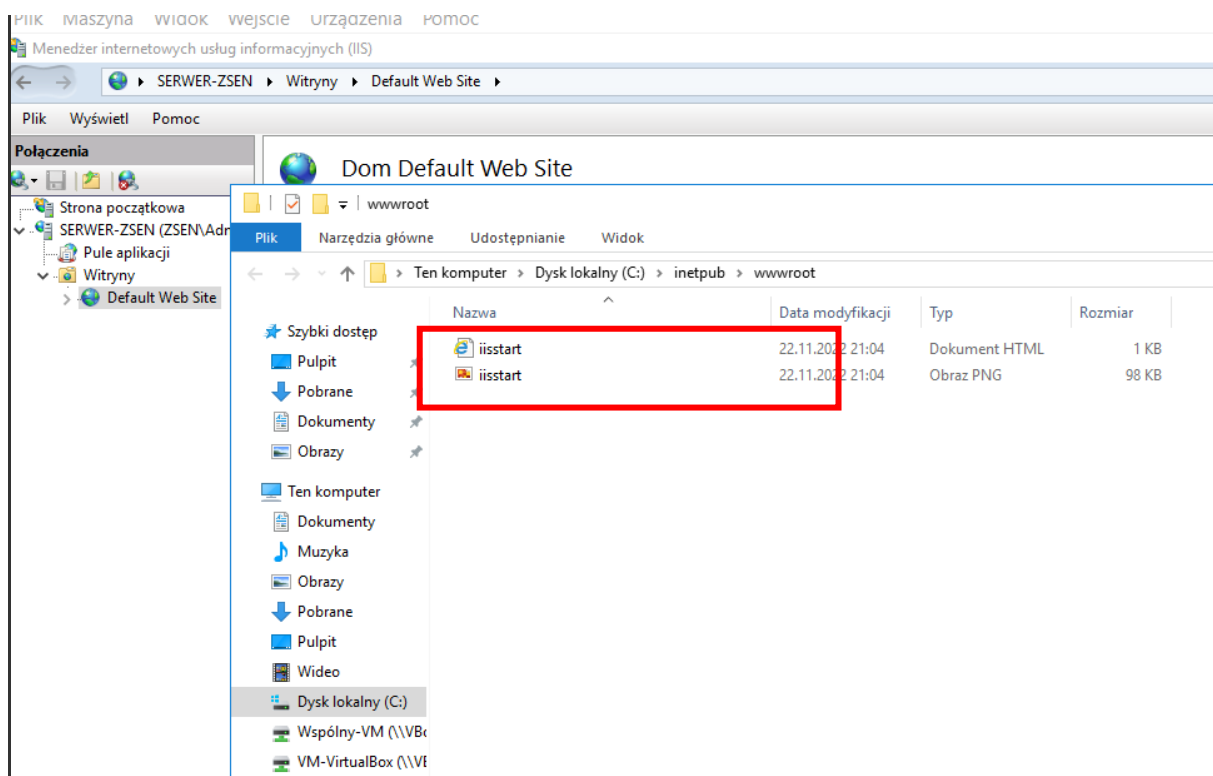 Plik Maszyna Widok Wejście Urządzenia Pomoc
Menedżer internetowych usług informacyjnych (IIS)
SERWER-ZSEN Witryny Default Web Site
Plik Wyświetl Pomoc
Połączenia
Dom Default Web Site
Strona początkowa
SERWER-ZSEN (ZSEN\Adr
Pule aplikacji
Witryny
Default Web Site
wwwroot
Plik Narzędzia główne Udostępnianie Widok
Ten komputer Dysk lokalny (C:) inetpub wwwroot
Nazwa Data modyfikacji Typ Rozmiar
iisstart 22.11.2022 21:04 Dokument HTML 1 KB
iisstart 22.11.2022 21:04 Obraz PNG 98 KB
Szybki dostęp
Pulpit
Pobrane
Dokumenty
Obrazy
Ten komputer
Dokumenty
Muzyka
Obrazy
Pobrane
Pulpit
Wideo
Dysk lokalny (C:)
Wspólny-VM (\\VBo
VM-VirtualBox (\\VB